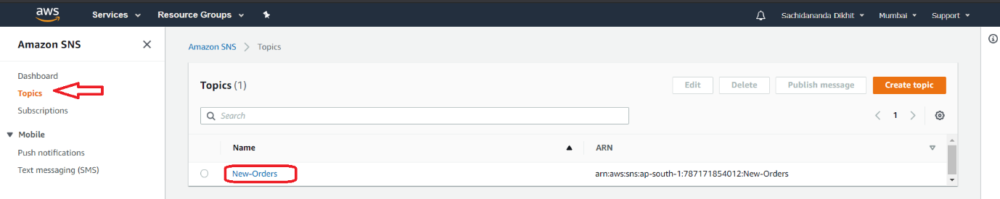 aws Services Resource Groups Sachidananda Dikhit Mumbai Support
Amazon SNS
Dashboard
Topics
Subscriptions
Mobile
Push notifications
Text messaging (SMS)
Amazon SNS Topics
Topics (1) Edit Delete Publish message Create topic
Search 1
Name ARN
New-Orders arn:aws:sns:ap-south-1:787171854012:New-Orders